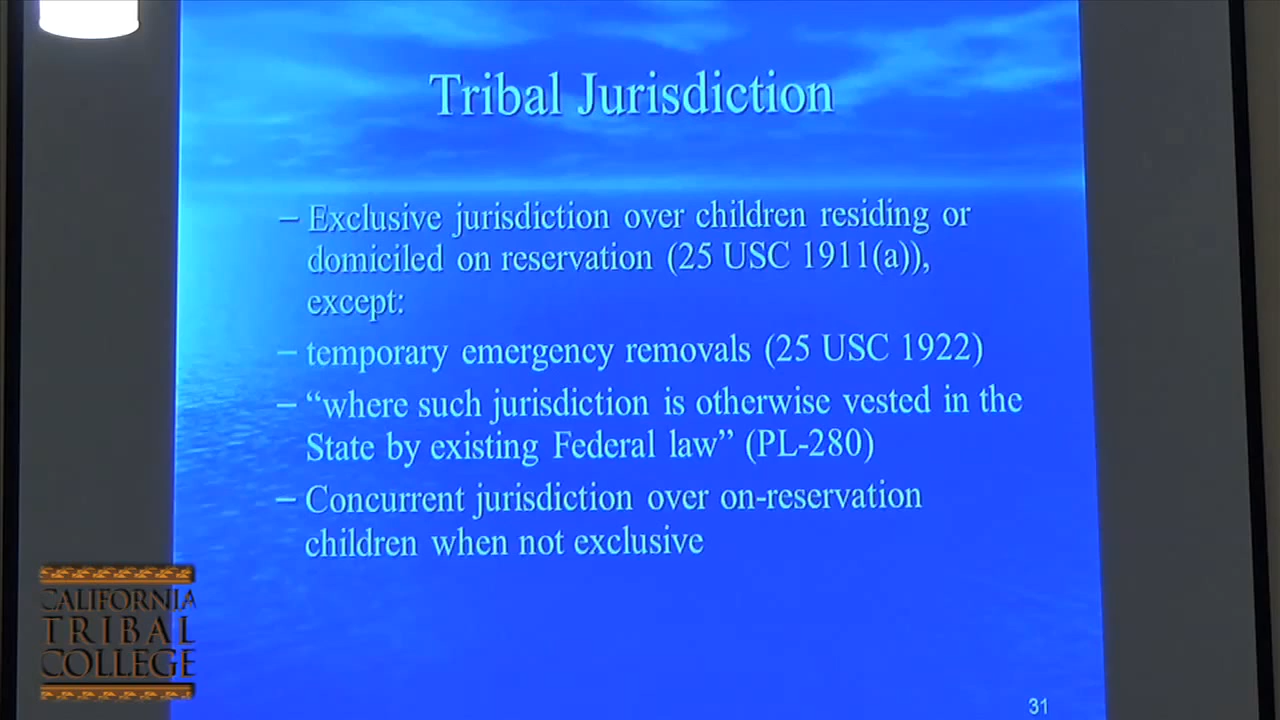 Tribal Jurisdiction
– Exclusive jurisdiction over children residing or
domiciled on reservation (25 USC 1911(a)),
except:
– temporary emergency removals (25 USC 1922)
– “where such jurisdiction is otherwise vested in the
State by existing Federal law” (PL-280)
– Concurrent jurisdiction over on-reservation
children when not exclusive
CALIFORNIA
TRIBAL
COLLEGE
31